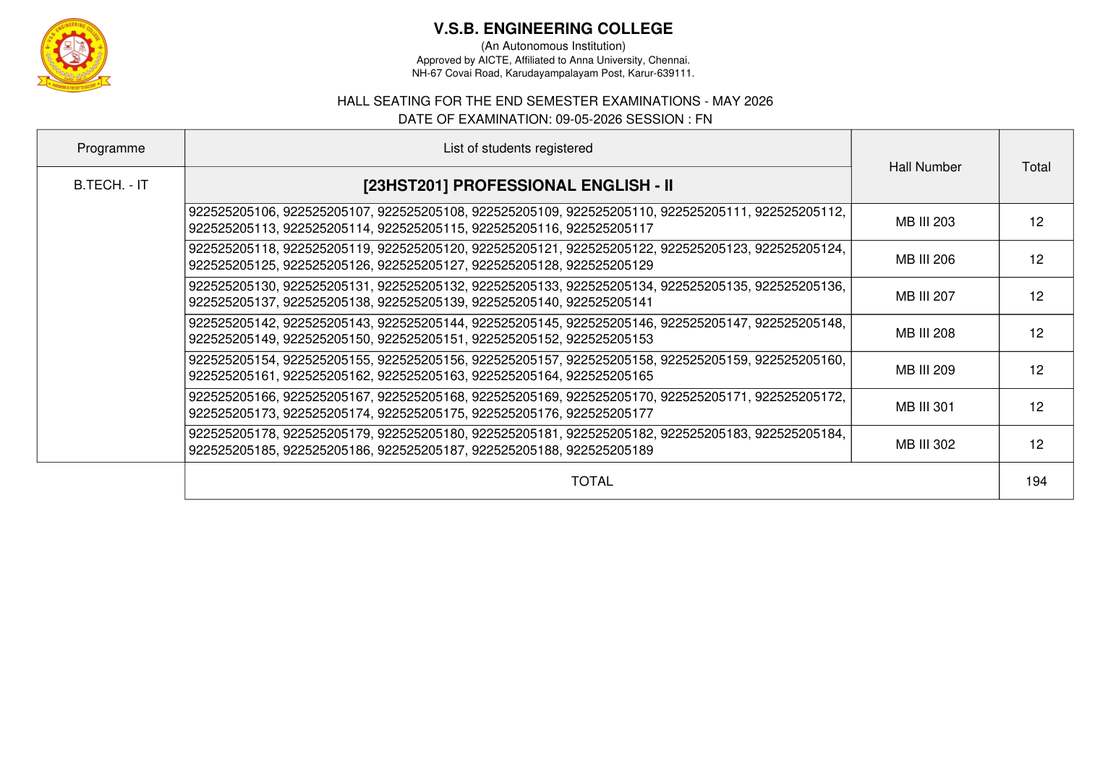 V.S.B. ENGINEERING COLLEGE
(An Autonomous Institution)
Approved by AICTE, Affiliated to Anna University, Chennai.
NH-67 Covai Road, Karudayampalayam Post, Karur-639111.
HALL SEATING FOR THE END SEMESTER EXAMINATIONS - MAY 2026
DATE OF EXAMINATION: 09-05-2026 SESSION : FN
Programme
List of students registered
Hall Number
Total
B.TECH. - IT
[23HST201] PROFESSIONAL ENGLISH - II
922525205106, 922525205107, 922525205108, 922525205109, 922525205110, 922525205111, 922525205112,
922525205113, 922525205114, 922525205115, 922525205116, 922525205117
MB III 203
12
922525205118, 922525205119, 922525205120, 922525205121, 922525205122, 922525205123, 922525205124,
922525205125, 922525205126, 922525205127, 922525205128, 922525205129
MB III 206
12
922525205130, 922525205131, 922525205132, 922525205133, 922525205134, 922525205135, 922525205136,
922525205137, 922525205138, 922525205139, 922525205140, 922525205141
MB III 207
12
922525205142, 922525205143, 922525205144, 922525205145, 922525205146, 922525205147, 922525205148,
922525205149, 922525205150, 922525205151, 922525205152, 922525205153
MB III 208
12
922525205154, 922525205155, 922525205156, 922525205157, 922525205158, 922525205159, 922525205160,
922525205161, 922525205162, 922525205163, 922525205164, 922525205165
MB III 209
12
922525205166, 922525205167, 922525205168, 922525205169, 922525205170, 922525205171, 922525205172,
922525205173, 922525205174, 922525205175, 922525205176, 922525205177
MB III 301
12
922525205178, 922525205179, 922525205180, 922525205181, 922525205182, 922525205183, 922525205184,
922525205185, 922525205186, 922525205187, 922525205188, 922525205189
MB III 302
12
TOTAL
194